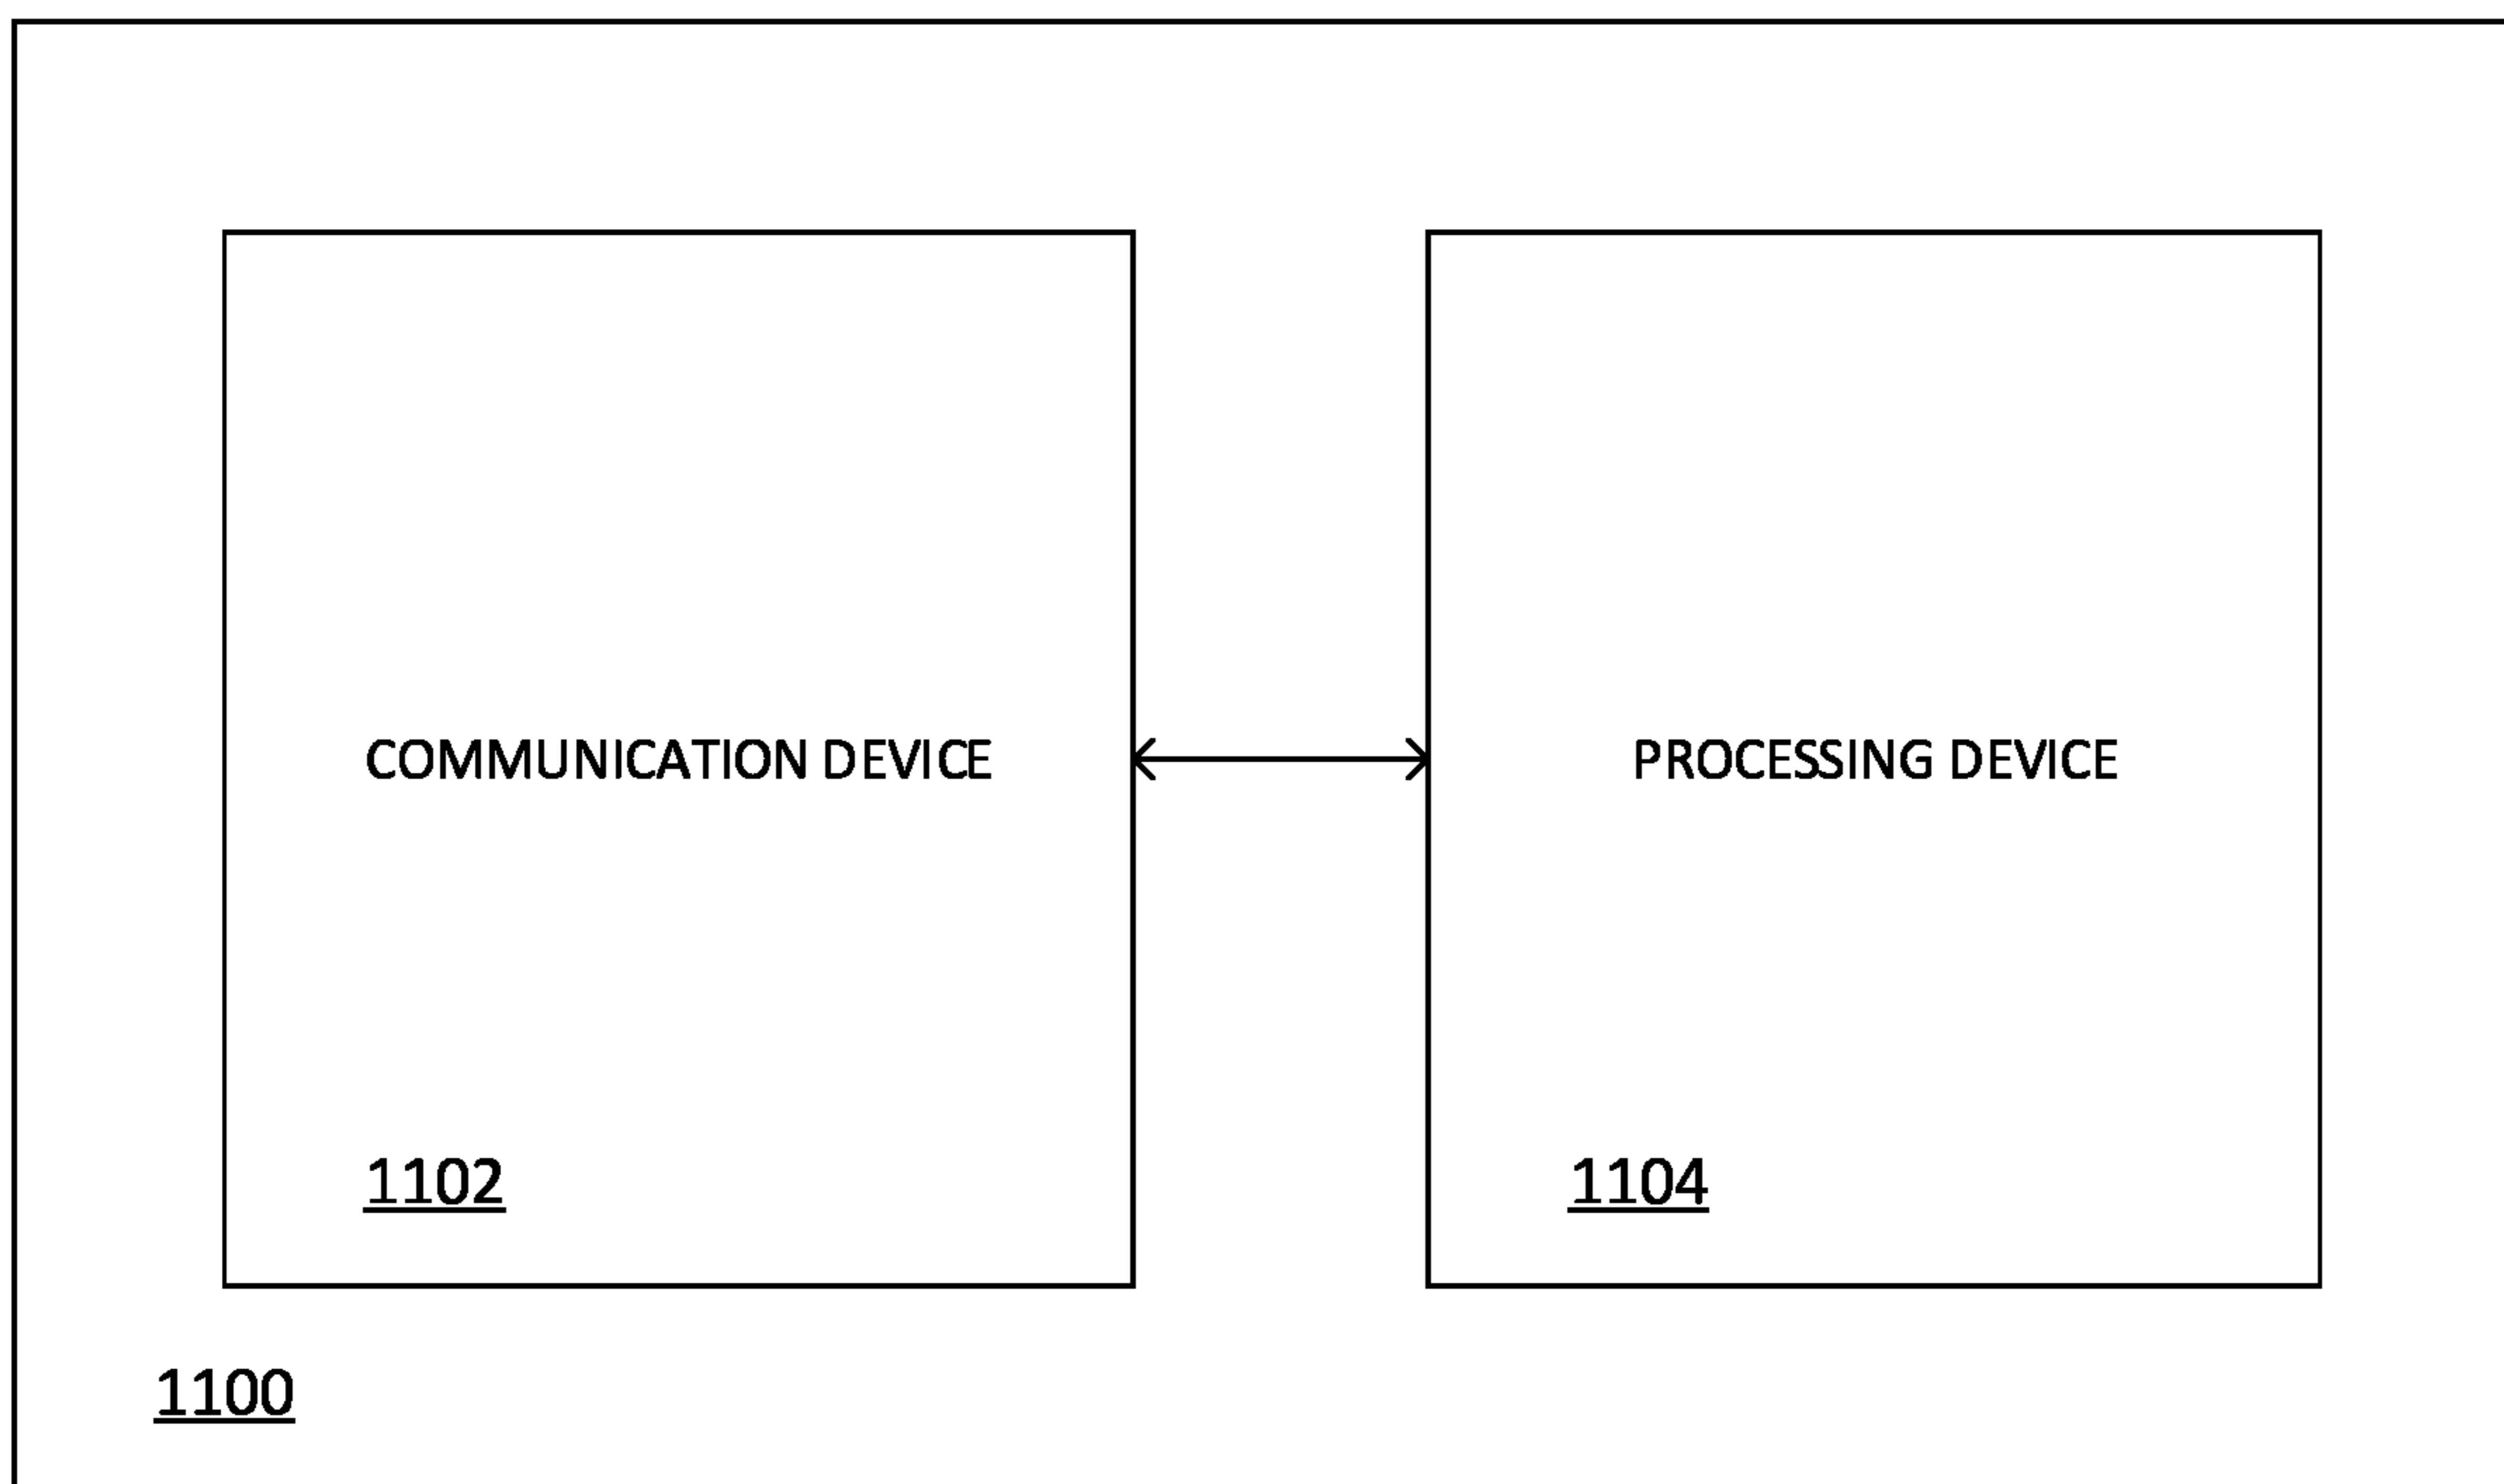 COMMUNICATION DEVICE
PROCESSING DEVICE
1102
1104
1100